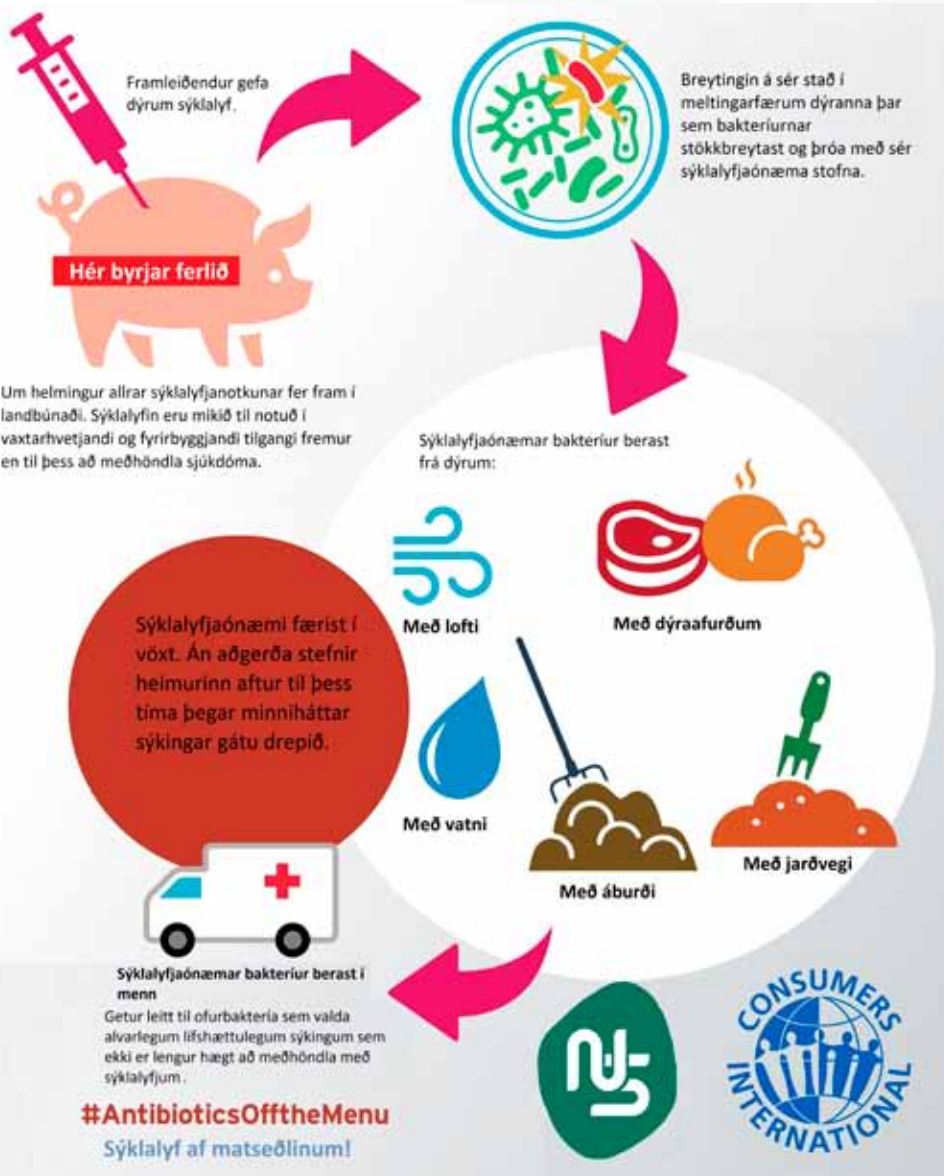 Framleiðendur gefa
dýrum sýklalyf.
Hér byrjar ferlið
Um helmingur allrar sýklalyfjanotkunar fer fram í
landbúnaði. Sýklalyfin eru mikið til notuð í
vaxtarhvetjandi og fyrirbyggjandi tilgangi fremur
en til þess að meðhöndla sjúkdóma.
Breytingin á sér stað í
meltingarfærum dýranna þar
sem bakteríurnar
stökkbreytast og þróa með sér
sýklalyfjaónæma stofna.
Sýklalyfjaónæmar bakteríur berast
frá dýrum:
Með lofti
Með dýraafurðum
Með vatni
Með áburði
Með jarðvegi
Sýklalyfjaónæmi færist í
vöxt. Án aðgerða stefnir
heimurinn aftur til þess
tíma þegar minniháttar
sýkingar gátu drepið.
Sýklalyfjaónæmar bakteríur berast í
menn
Getur leitt til ofurbaktería sem valda
alvarlegum lífshættulegum sýkingum sem
ekki er lengur hægt að meðhöndla með
sýklalyfjum.
#AntibioticsOfftheMenu
Sýklalyf af matseðlinum!
NS
CONSUMERS
INTERNATIONAL